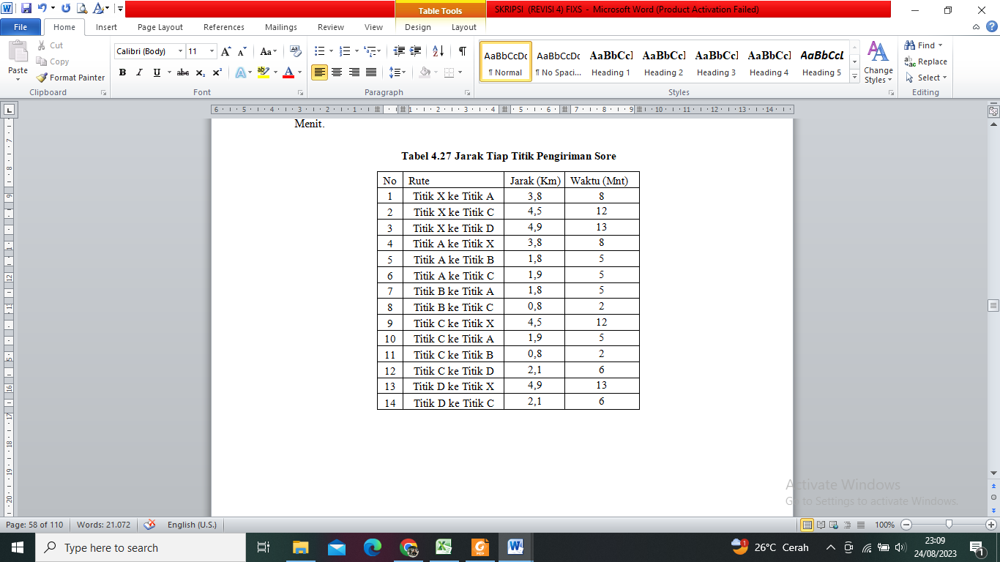 Table Tools
SKRIPSI (REVISI 4) FIXS - Microsoft Word (Product Activation Failed)
File Home Insert Page Layout References Mailings Review View Design Layout
Paste
Cut
Copy
Format Painter
Clipboard
Calibri (Body) 11
Font
Paragraph
AaBbCcDc AaBbCcDc AaBbCcI AaBbCcI AaBbCcI AaBbCcI AaBbCcL
¶ Normal ¶ No Spaci... Heading 1 Heading 2 Heading 3 Heading 4 Heading 5
Change Styles
Styles
Find
Replace
Select
Editing
Menit.
Tabel 4.27 Jarak Tiap Titik Pengiriman Sore
No Rute Jarak (Km) Waktu (Mnt)
1 Titik X ke Titik A 3,8 8
2 Titik X ke Titik C 4,5 12
3 Titik X ke Titik D 4,9 13
4 Titik A ke Titik X 3,8 8
5 Titik A ke Titik B 1,8 5
6 Titik A ke Titik C 1,9 5
7 Titik B ke Titik A 1,8 5
8 Titik B ke Titik C 0,8 2
9 Titik C ke Titik X 4,5 12
10 Titik C ke Titik A 1,9 5
11 Titik C ke Titik B 0,8 2
12 Titik C ke Titik D 2,1 6
13 Titik D ke Titik X 4,9 13
14 Titik D ke Titik C 2,1 6
Activate Windows
Go to Settings to activate Windows.
Page: 58 of 110 Words: 21.072 English (U.S.) 100%
Type here to search
26°C Cerah
23:09
24/08/2023